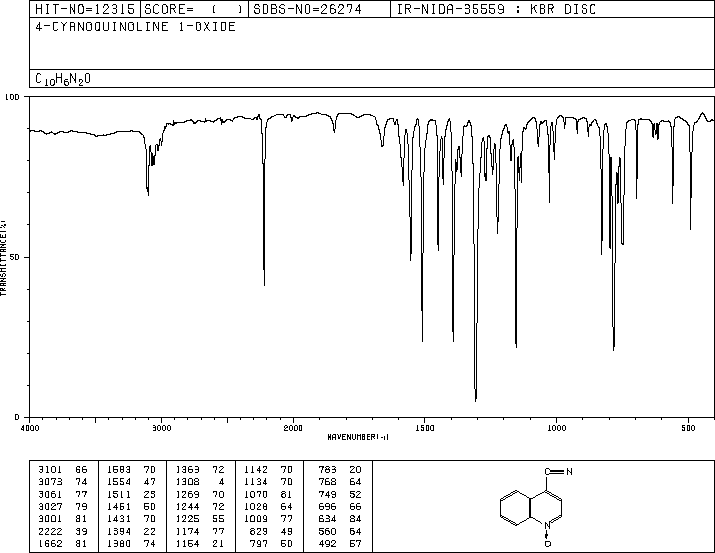 HIT-NO=12315 SCORE= ( ) SDBS-NO=26274 IR-NIDA-35559 : KBR DISC
4-CYANOQUINOLINE 1-OXIDE
C10H6N2O
100
50
0
TRANSMITTANCE(%)
4000 3000 2000 1500 1000 500
WAVENUMBER(-1)
3101 66 1583 70 1363 72 1142 70 783 20
3073 74 1554 47 1308 4 1134 70 768 64
3061 77 1511 23 1269 70 1070 81 749 52
3027 79 1451 50 1244 72 1028 64 696 66
3001 81 1431 70 1225 55 1009 77 634 84
2222 39 1394 22 1174 77 829 49 560 64
1662 81 1380 74 1154 21 797 50 492 57
C N
N
O